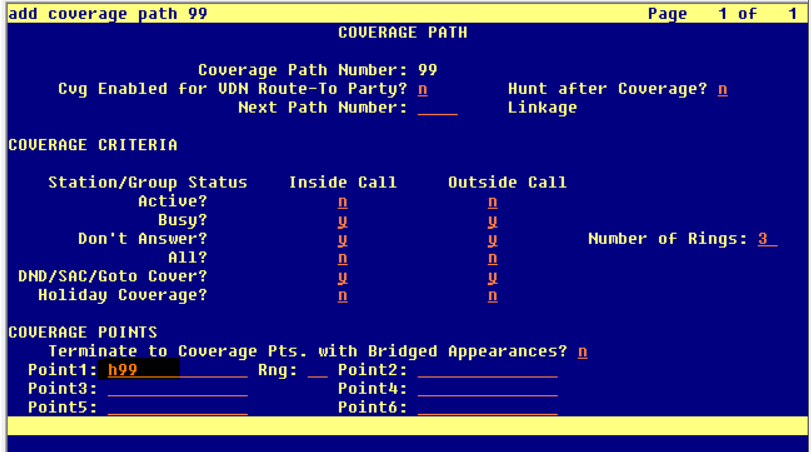 add coverage path 99 Page 1 of 1
COVERAGE PATH
Coverage Path Number: 99
Cvg Enabled for VDN Route-To Party? n Hunt after Coverage? n
Next Path Number: ____ Linkage
COVERAGE CRITERIA
Station/Group Status Inside Call Outside Call
Active? n n
Busy? y y
Don't Answer? y y Number of Rings: 3
All? n n
DND/SAC/Goto Cover? y y
Holiday Coverage? n n
COVERAGE POINTS
Terminate to Coverage Pts. with Bridged Appearances? n
Point1: h99 Rng: __ Point2:
Point3: Point4:
Point5: Point6: